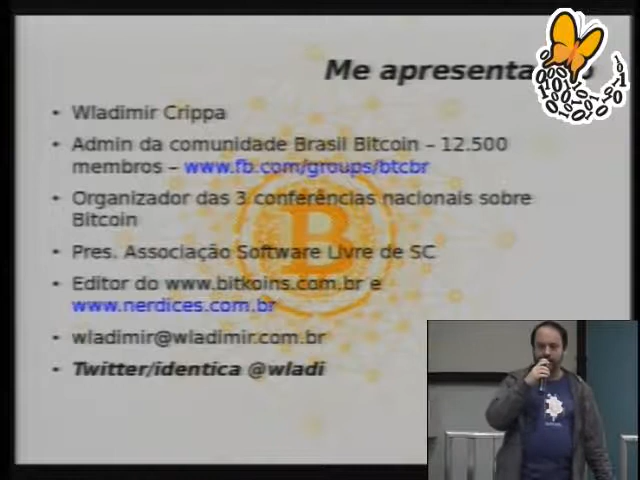 Me apresenta
• Wladimir Crippa
• Admin da comunidade Brasil Bitcoin – 12.500
membros – www.fb.com/groups/btcbr
• Organizador das 3 conferências nacionais sobre
Bitcoin
• Pres. Associação Software Livre de SC
• Editor do www.bitkoins.com.br e
www.nerdices.com.br
• wladimir@wladimir.com.br
• Twitter/identica @wladi